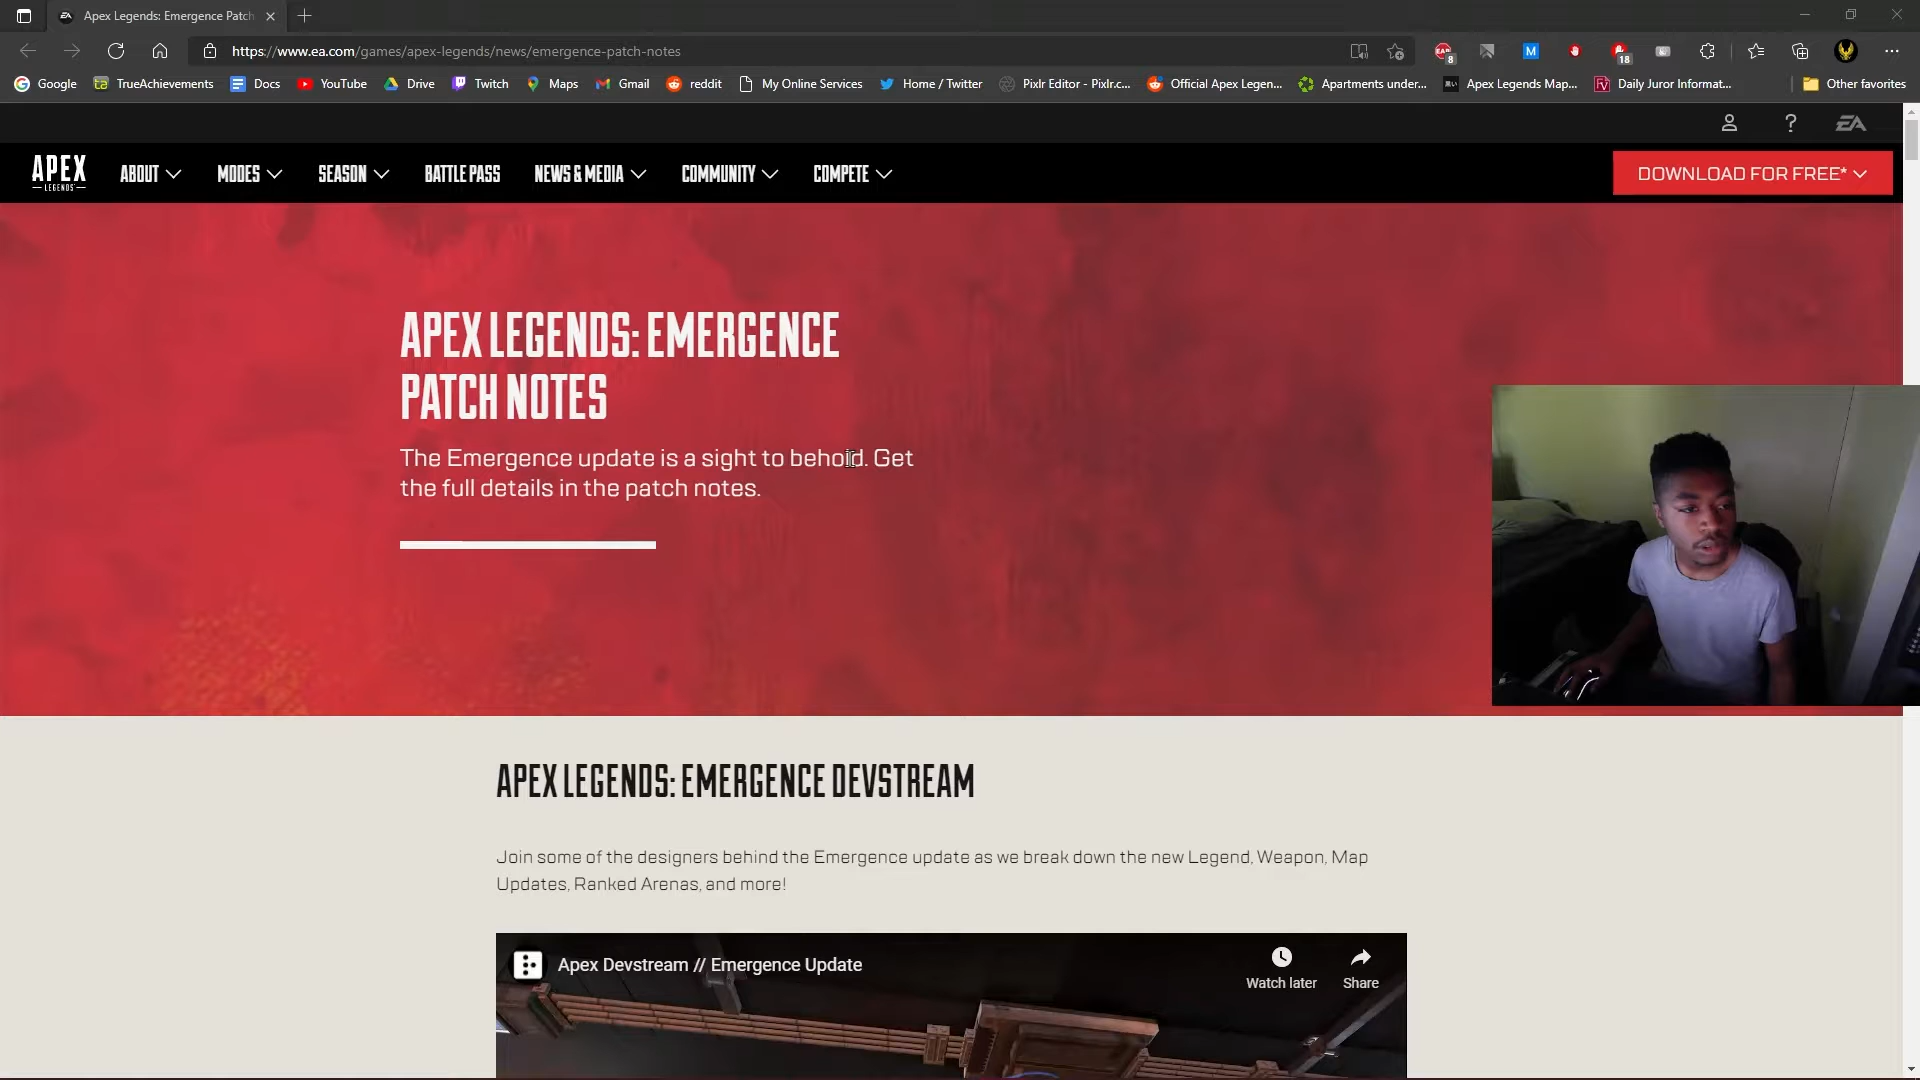 Apex Legends: Emergence Patch
https://www.ea.com/games/apex-legends/news/emergence-patch-notes
8
M
18
Google TrueAchievements Docs YouTube Drive Twitch Maps Gmail reddit My Online Services Home / Twitter Pixlr Editor - Pixlr.c... Official Apex Legen... Apartments under... Apex Legends Map... Daily Juror Informat... Other favorites
? EA
APEX
LEGENDS
ABOUT MODES SEASON BATTLE PASS NEWS & MEDIA COMMUNITY COMPETE DOWNLOAD FOR FREE*
APEX LEGENDS: EMERGENCE
PATCH NOTES
The Emergence update is a sight to behold. Get
the full details in the patch notes.
APEX LEGENDS: EMERGENCE DEVSTREAM
Join some of the designers behind the Emergence update as we break down the new Legend, Weapon, Map
Updates, Ranked Arenas, and more!
Apex Devstream // Emergence Update
Watch later
Share